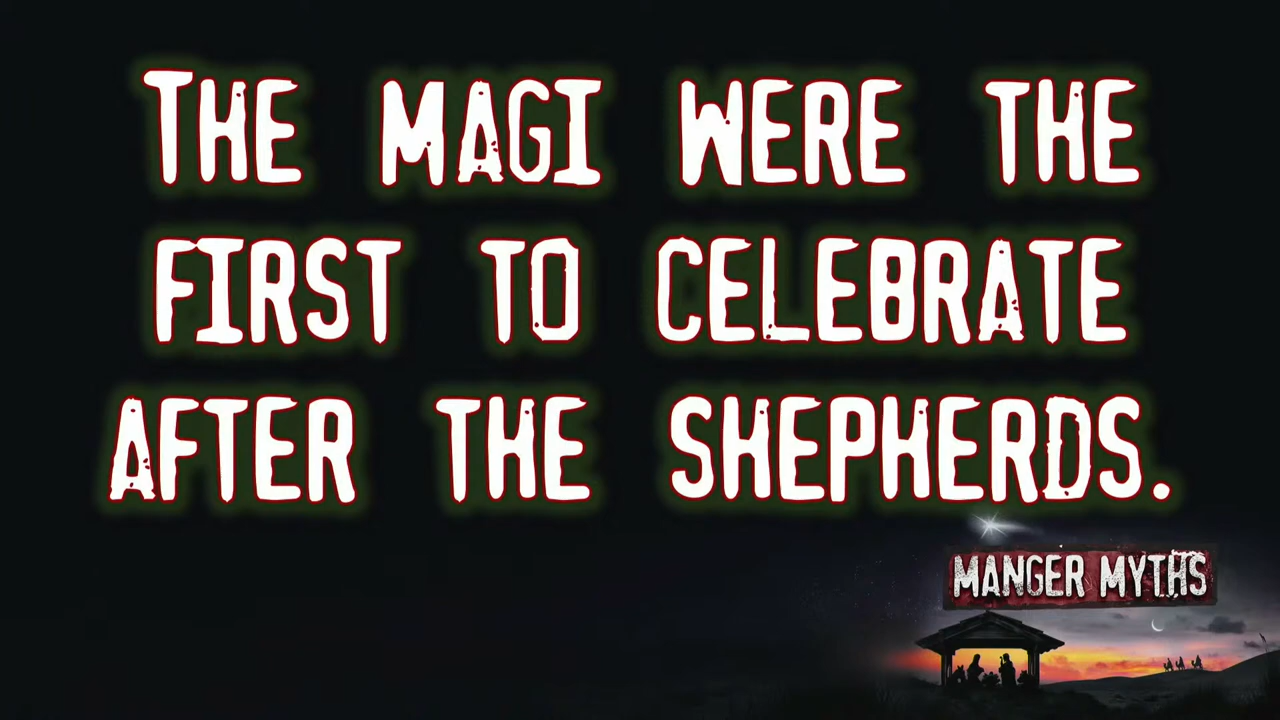 THE MAGI WERE THE
FIRST TO CELEBRATE
AFTER THE SHEPHERDS.
MANGER MYTHS